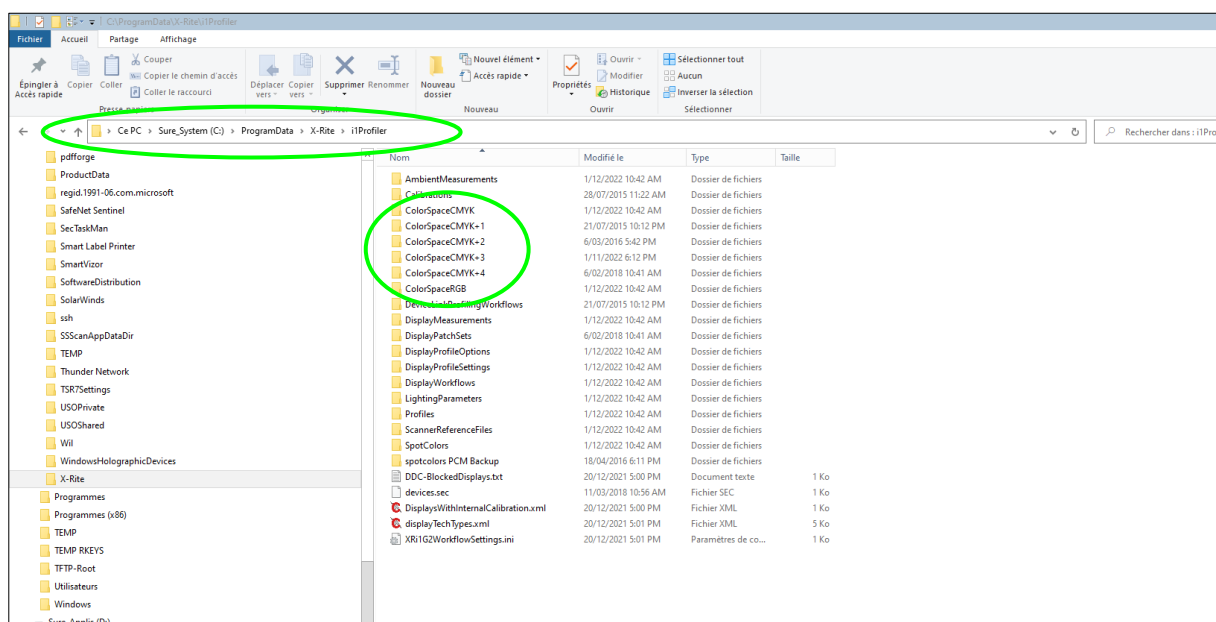 C:\ProgramData\X-Rite\i1Profiler
Fichier Accueil Partage Affichage
Épingler à Accès rapide
Copier
Coller
Couper
Copier le chemin d'accès
Coller le raccourci
Déplacer vers
Copier vers
Supprimer
Renommer
Nouveau dossier
Nouvel élément
Accès rapide
Propriétés
Ouvrir
Modifier
Historique
Sélectionner tout
Aucun
Inverser la sélection
Presse-papiers Organiser Nouveau Ouvrir Sélectionner
Ce PC > Sure_System (C:) > ProgramData > X-Rite > i1Profiler
Rechercher dans : i1Pro
pdfforge
ProductData
regid.1991-06.com.microsoft
SafeNet Sentinel
SecTaskMan
Smart Label Printer
SmartVizor
SoftwareDistribution
SolarWinds
ssh
SSScanAppDataDir
TEMP
Thunder Network
TSR7Settings
USOPrivate
USOShared
Wil
WindowsHolographicDevices
X-Rite
Programmes
Programmes (x86)
TEMP
TEMP RKEYS
TFTP-Root
Utilisateurs
Windows
Sure_Applis (D:)
Nom Modifié le Type Taille
AmbientMeasurements 1/12/2022 10:42 AM Dossier de fichiers
Calibrations 28/07/2015 11:22 AM Dossier de fichiers
ColorSpaceCMYK 1/12/2022 10:42 AM Dossier de fichiers
ColorSpaceCMYK+1 21/07/2015 10:12 PM Dossier de fichiers
ColorSpaceCMYK+2 6/03/2016 5:42 PM Dossier de fichiers
ColorSpaceCMYK+3 1/11/2022 6:12 PM Dossier de fichiers
ColorSpaceCMYK+4 6/02/2018 10:41 AM Dossier de fichiers
ColorSpaceRGB 1/12/2022 10:42 AM Dossier de fichiers
DeviceLinkProfilingWorkflows 21/07/2015 10:12 PM Dossier de fichiers
DisplayMeasurements 1/12/2022 10:42 AM Dossier de fichiers
DisplayPatchSets 6/02/2018 10:41 AM Dossier de fichiers
DisplayProfileOptions 1/12/2022 10:42 AM Dossier de fichiers
DisplayProfileSettings 1/12/2022 10:42 AM Dossier de fichiers
DisplayWorkflows 1/12/2022 10:42 AM Dossier de fichiers
LightingParameters 1/12/2022 10:42 AM Dossier de fichiers
Profiles 1/12/2022 10:42 AM Dossier de fichiers
ScannerReferenceFiles 1/12/2022 10:42 AM Dossier de fichiers
SpotColors 1/12/2022 10:42 AM Dossier de fichiers
spotcolors PCM Backup 18/04/2016 6:11 PM Dossier de fichiers
DDC-BlockedDisplays.txt 20/12/2021 5:00 PM Document texte 1 Ko
devices.sec 11/03/2018 10:56 AM Fichier SEC 1 Ko
DisplaysWithInternalCalibration.xml 20/12/2021 5:00 PM Fichier XML 1 Ko
displayTechTypes.xml 20/12/2021 5:01 PM Fichier XML 5 Ko
XRi1G2WorkflowSettings.ini 20/12/2021 5:01 PM Paramètres de co... 1 Ko